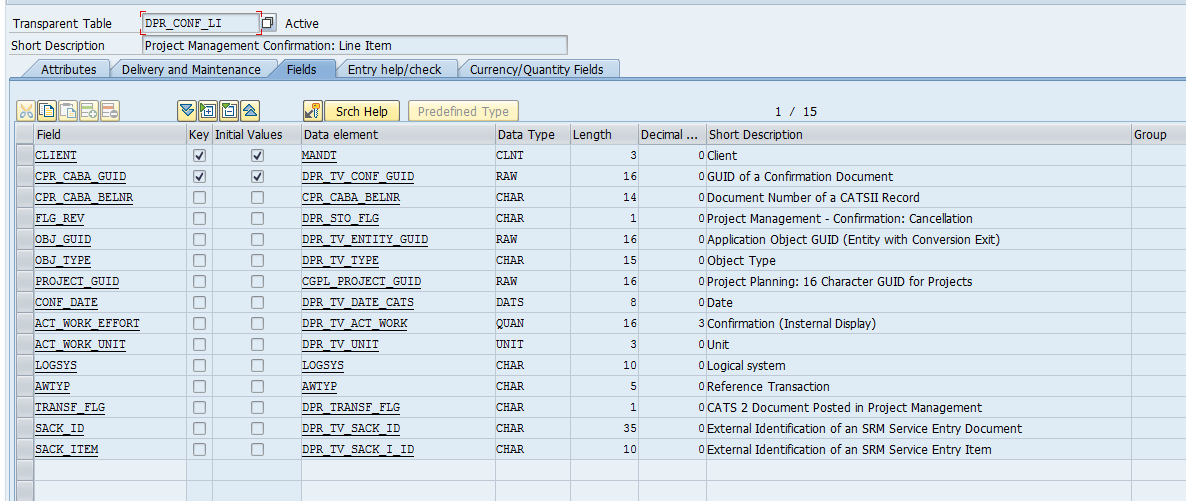 Transparent Table DPR_CONF_LI Active
Short Description Project Management Confirmation: Line Item
Attributes Delivery and Maintenance Fields Entry help/check Currency/Quantity Fields
Srch Help Predefined Type 1 / 15
Field Key Initial Values Data element Data Type Length Decimal ... Short Description Group
CLIENT MANDT CLNT 3 0 Client
CPR_CABA_GUID DPR_TV_CONF_GUID RAW 16 0 GUID of a Confirmation Document
CPR_CABA_BELNR CPR_CABA_BELNR CHAR 14 0 Document Number of a CATSII Record
FLG_REV DPR_STO_FLG CHAR 1 0 Project Management - Confirmation: Cancellation
OBJ_GUID DPR_TV_ENTITY_GUID RAW 16 0 Application Object GUID (Entity with Conversion Exit)
OBJ_TYPE DPR_TV_TYPE CHAR 15 0 Object Type
PROJECT_GUID CGPL_PROJECT_GUID RAW 16 0 Project Planning: 16 Character GUID for Projects
CONF_DATE DPR_TV_DATE_CATS DATS 8 0 Date
ACT_WORK_EFFORT DPR_TV_ACT_WORK QUAN 16 3 Confirmation (Insternal Display)
ACT_WORK_UNIT DPR_TV_UNIT UNIT 3 0 Unit
LOGSYS LOGSYS CHAR 10 0 Logical system
AWTYP AWTYP CHAR 5 0 Reference Transaction
TRANSF_FLG DPR_TRANSF_FLG CHAR 1 0 CATS 2 Document Posted in Project Management
SACK_ID DPR_TV_SACK_ID CHAR 35 0 External Identification of an SRM Service Entry Document
SACK_ITEM DPR_TV_SACK_I_ID CHAR 10 0 External Identification of an SRM Service Entry Item